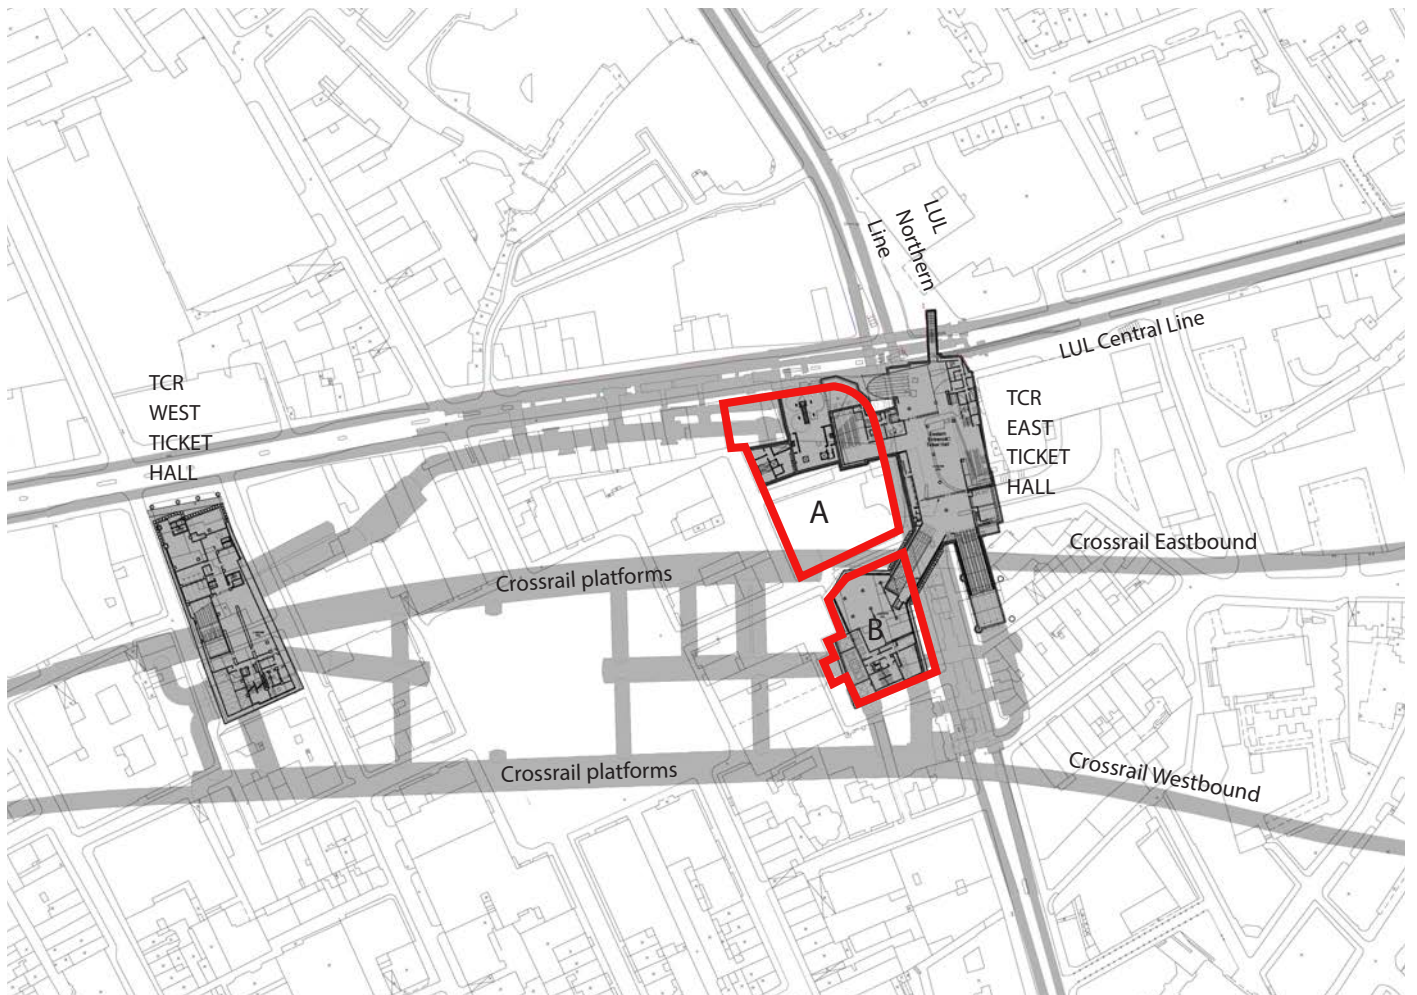 LUL
Northern
Line
LUL Central Line
TCR
WEST
TICKET
HALL
TCR
EAST
TICKET
HALL
A
Crossrail Eastbound
Crossrail platforms
B
Crossrail platforms
Crossrail Westbound